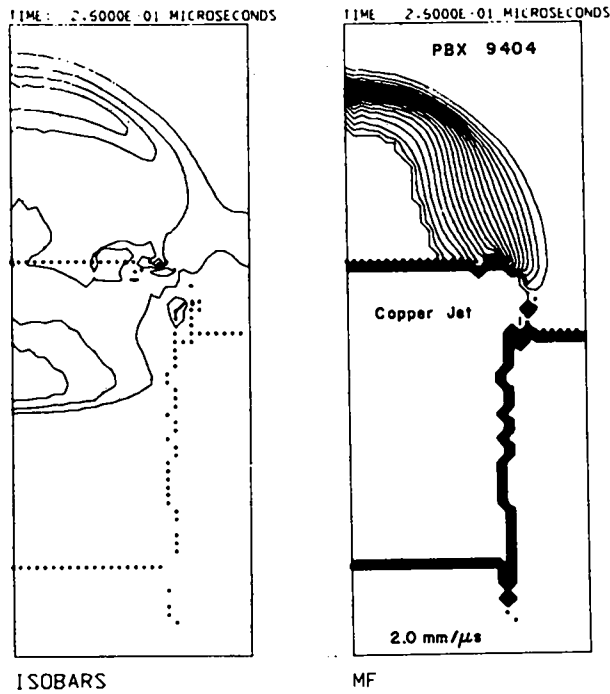 TIME: 2.5000E-01 MICROSECONDS
TIME 2.5000E-01 MICROSECONDS
PBX 9404
Copper Jet
2.0 mm/μs
ISOBARS
MF